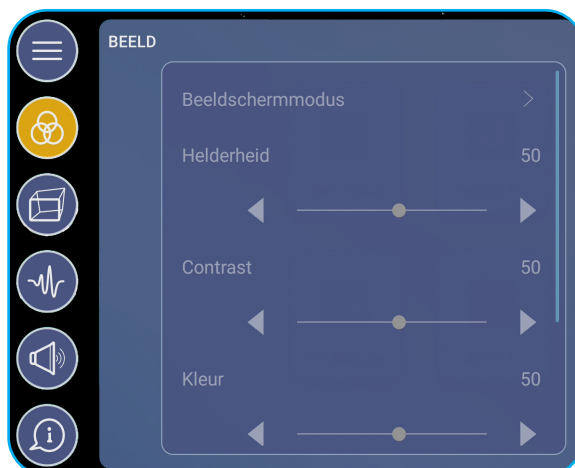 BEELD
Beeldschermmodus
Helderheid 50
Contrast 50
Kleur 50